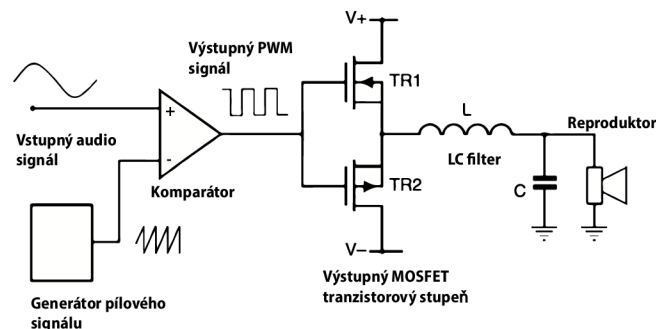 V+
Výstupný PWM
signál
TR1
+
L
Reproduktor
Vstupný audio
signál
-
Komparátor
TR2
LC filter
C
V−
Generátor pílového
signálu
Výstupný MOSFET
tranzistorový stupeň